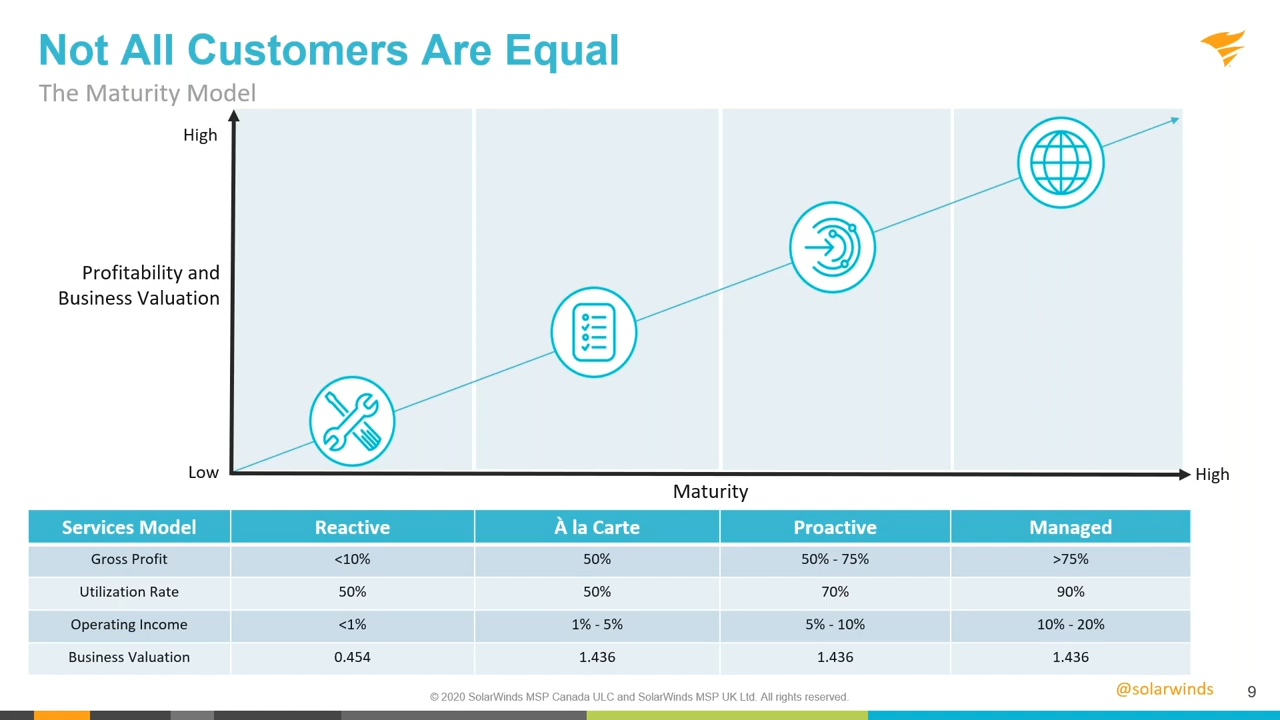 Not All Customers Are Equal
The Maturity Model
High
Profitability and
Business Valuation
Low
High
Maturity
Services Model Reactive À la Carte Proactive Managed
Gross Profit <10% 50% 50% - 75% >75%
Utilization Rate 50% 50% 70% 90%
Operating Income <1% 1% - 5% 5% - 10% 10% - 20%
Business Valuation 0.454 1.436 1.436 1.436
© 2020 SolarWinds MSP Canada ULC and SolarWinds MSP UK Ltd. All rights reserved.
@solarwinds
9